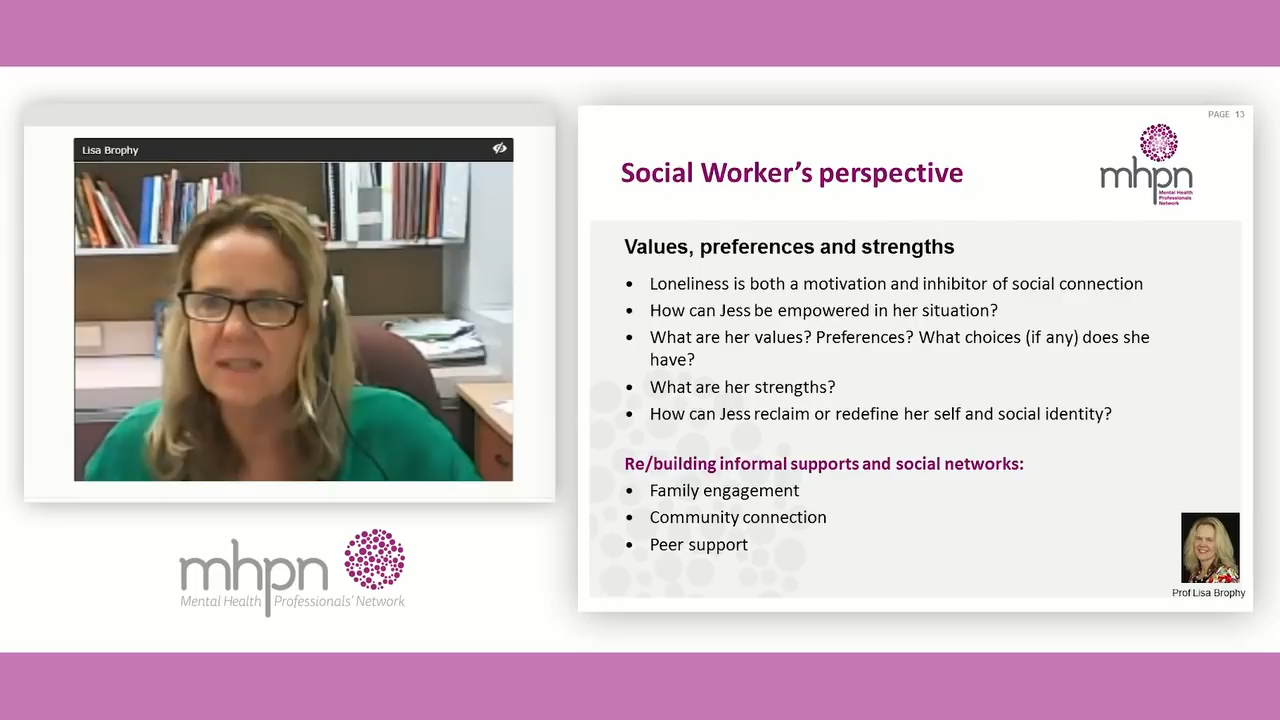 Lisa Brophy
mhpn
Mental Health Professionals' Network
PAGE 13
Social Worker's perspective
mhpn
Mental Health
Professionals
Network
Values, preferences and strengths
• Loneliness is both a motivation and inhibitor of social connection
• How can Jess be empowered in her situation?
• What are her values? Preferences? What choices (if any) does she
have?
• What are her strengths?
• How can Jess reclaim or redefine her self and social identity?
Re/building informal supports and social networks:
• Family engagement
• Community connection
• Peer support
Prof Lisa Brophy